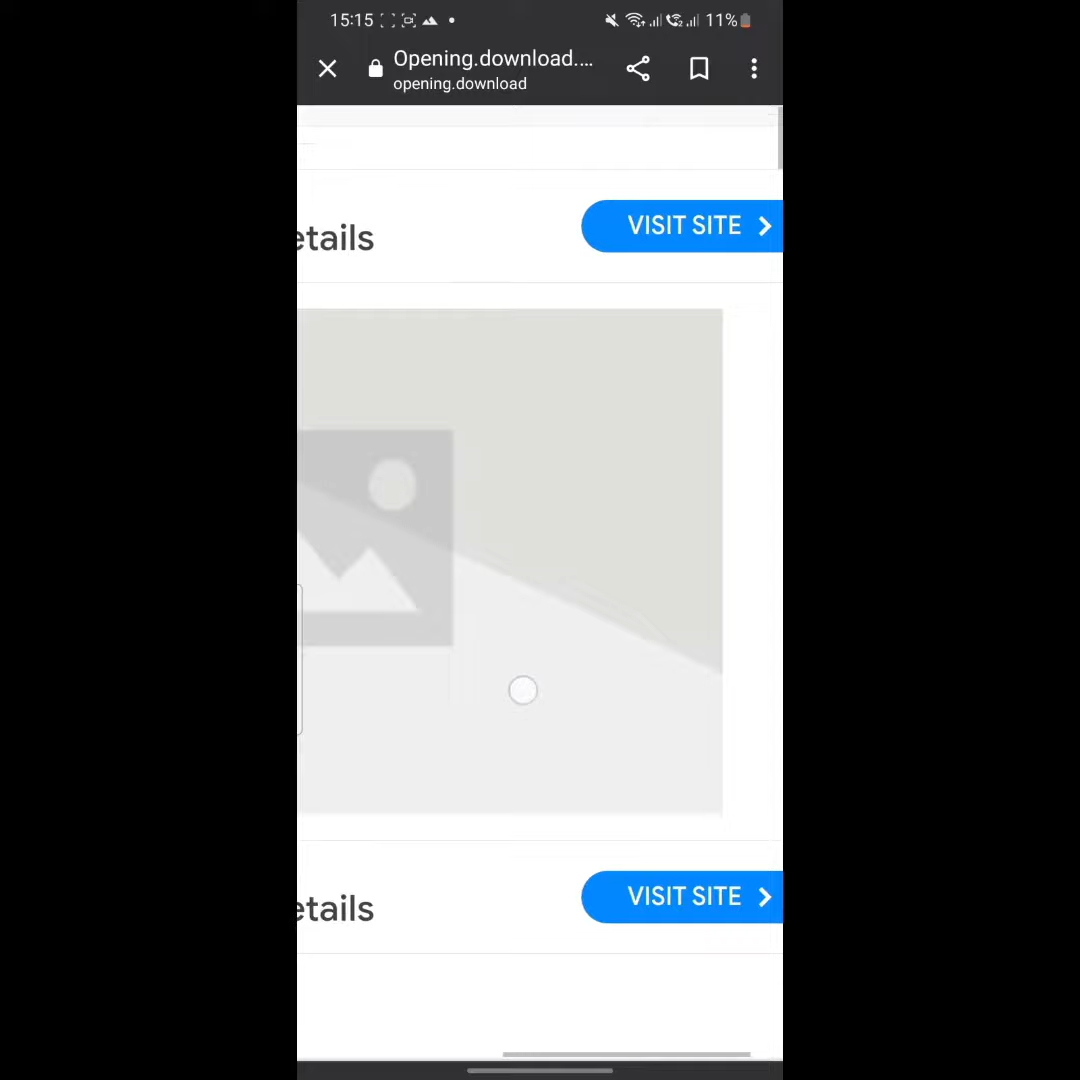 15:15 11%
Opening.download....
opening.download
etails
VISIT SITE
etails
VISIT SITE